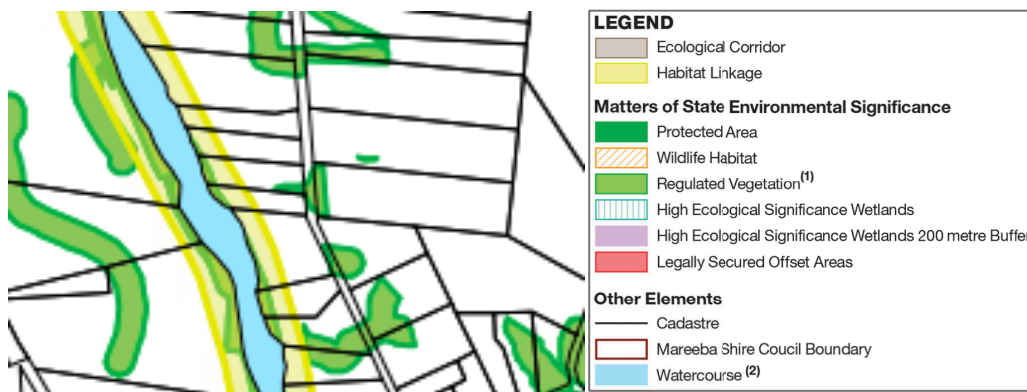 LEGEND
Ecological Corridor
Habitat Linkage
Matters of State Environmental Significance
Protected Area
Wildlife Habitat
Regulated Vegetation(1)
High Ecological Significance Wetlands
High Ecological Significance Wetlands 200 metre Buffer
Legally Secured Offset Areas
Other Elements
Cadastre
Mareeba Shire Coucil Boundary
Watercourse (2)